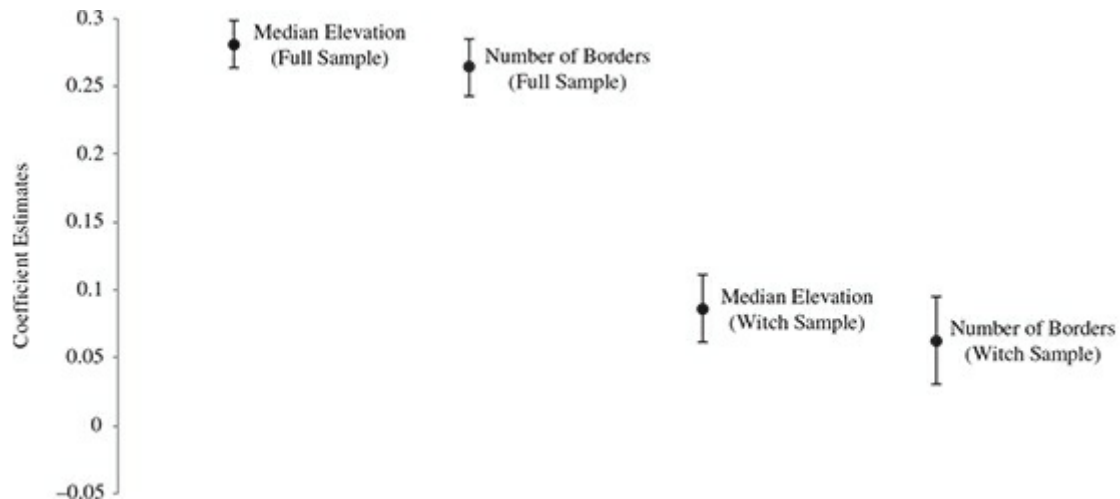 0.3
0.25
0.2
0.15
0.1
0.05
0
–0.05
Coefficient Estimates
Median Elevation
(Full Sample)
Number of Borders
(Full Sample)
Median Elevation
(Witch Sample)
Number of Borders
(Witch Sample)